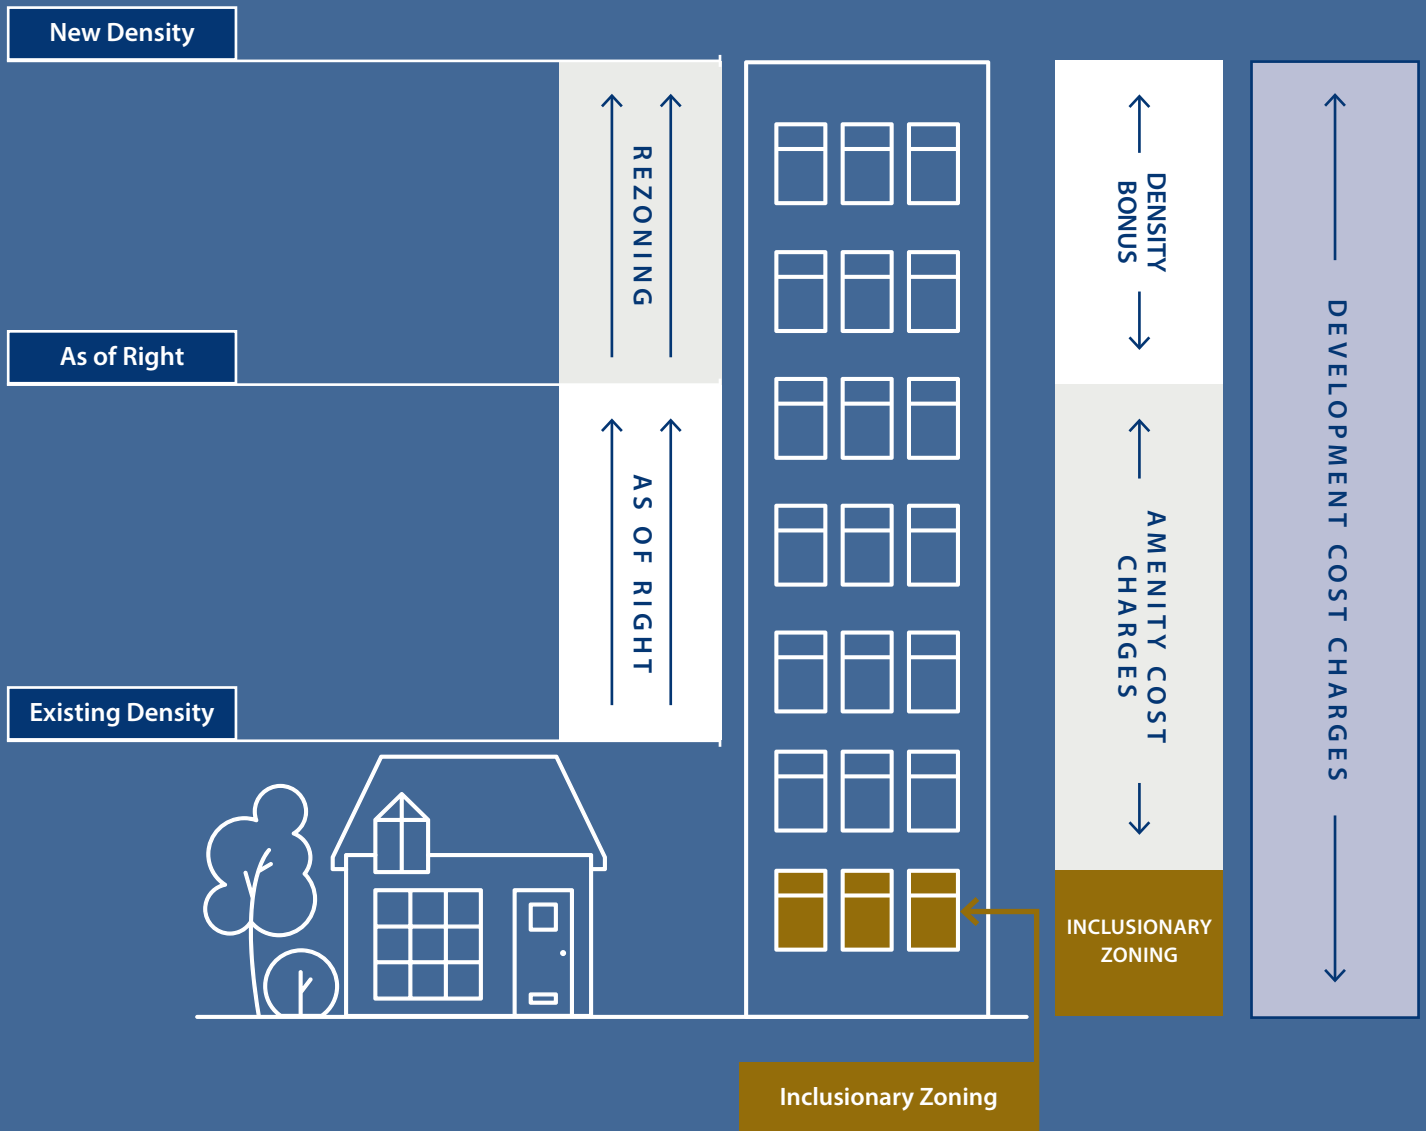 New Density
REZONING
As of Right
AS OF RIGHT
Existing Density
DENSITY
BONUS
AMENITY COST
CHARGES
INCLUSIONARY
ZONING
DEVELOPMENT COST CHARGES
Inclusionary Zoning